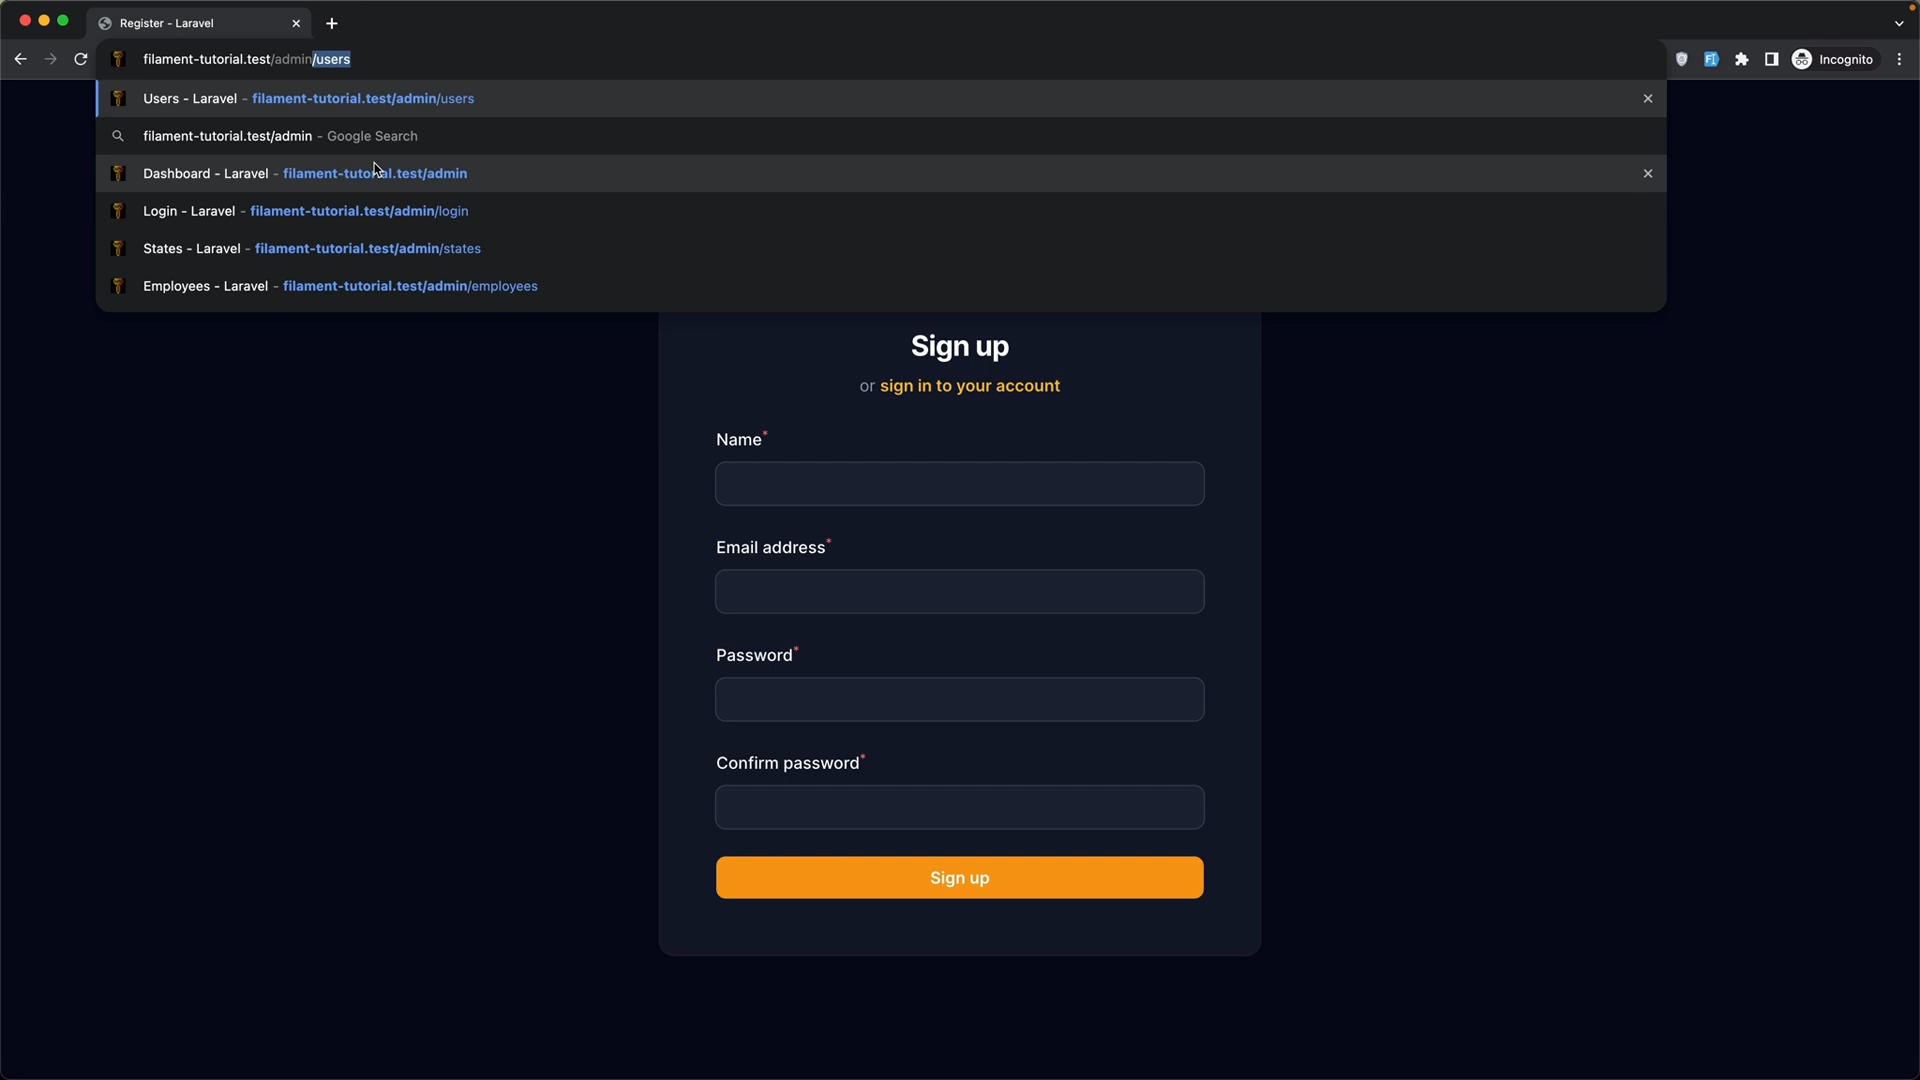 Register - Laravel
filament-tutorial.test/admin/users
Incognito
Users - Laravel - filament-tutorial.test/admin/users
filament-tutorial.test/admin - Google Search
Dashboard - Laravel - filament-tutorial.test/admin
Login - Laravel - filament-tutorial.test/admin/login
States - Laravel - filament-tutorial.test/admin/states
Employees - Laravel - filament-tutorial.test/admin/employees
Sign up
or sign in to your account
Name*
Email address*
Password*
Confirm password*
Sign up